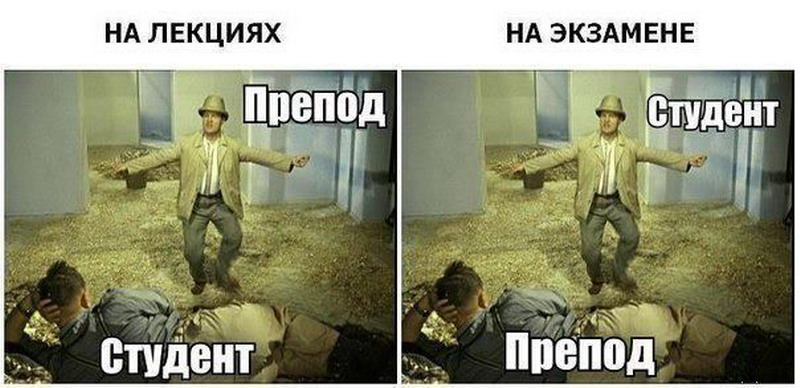 НА ЛЕКЦИЯХ
НА ЭКЗАМЕНЕ
Препод
Студент
Студент
Препод